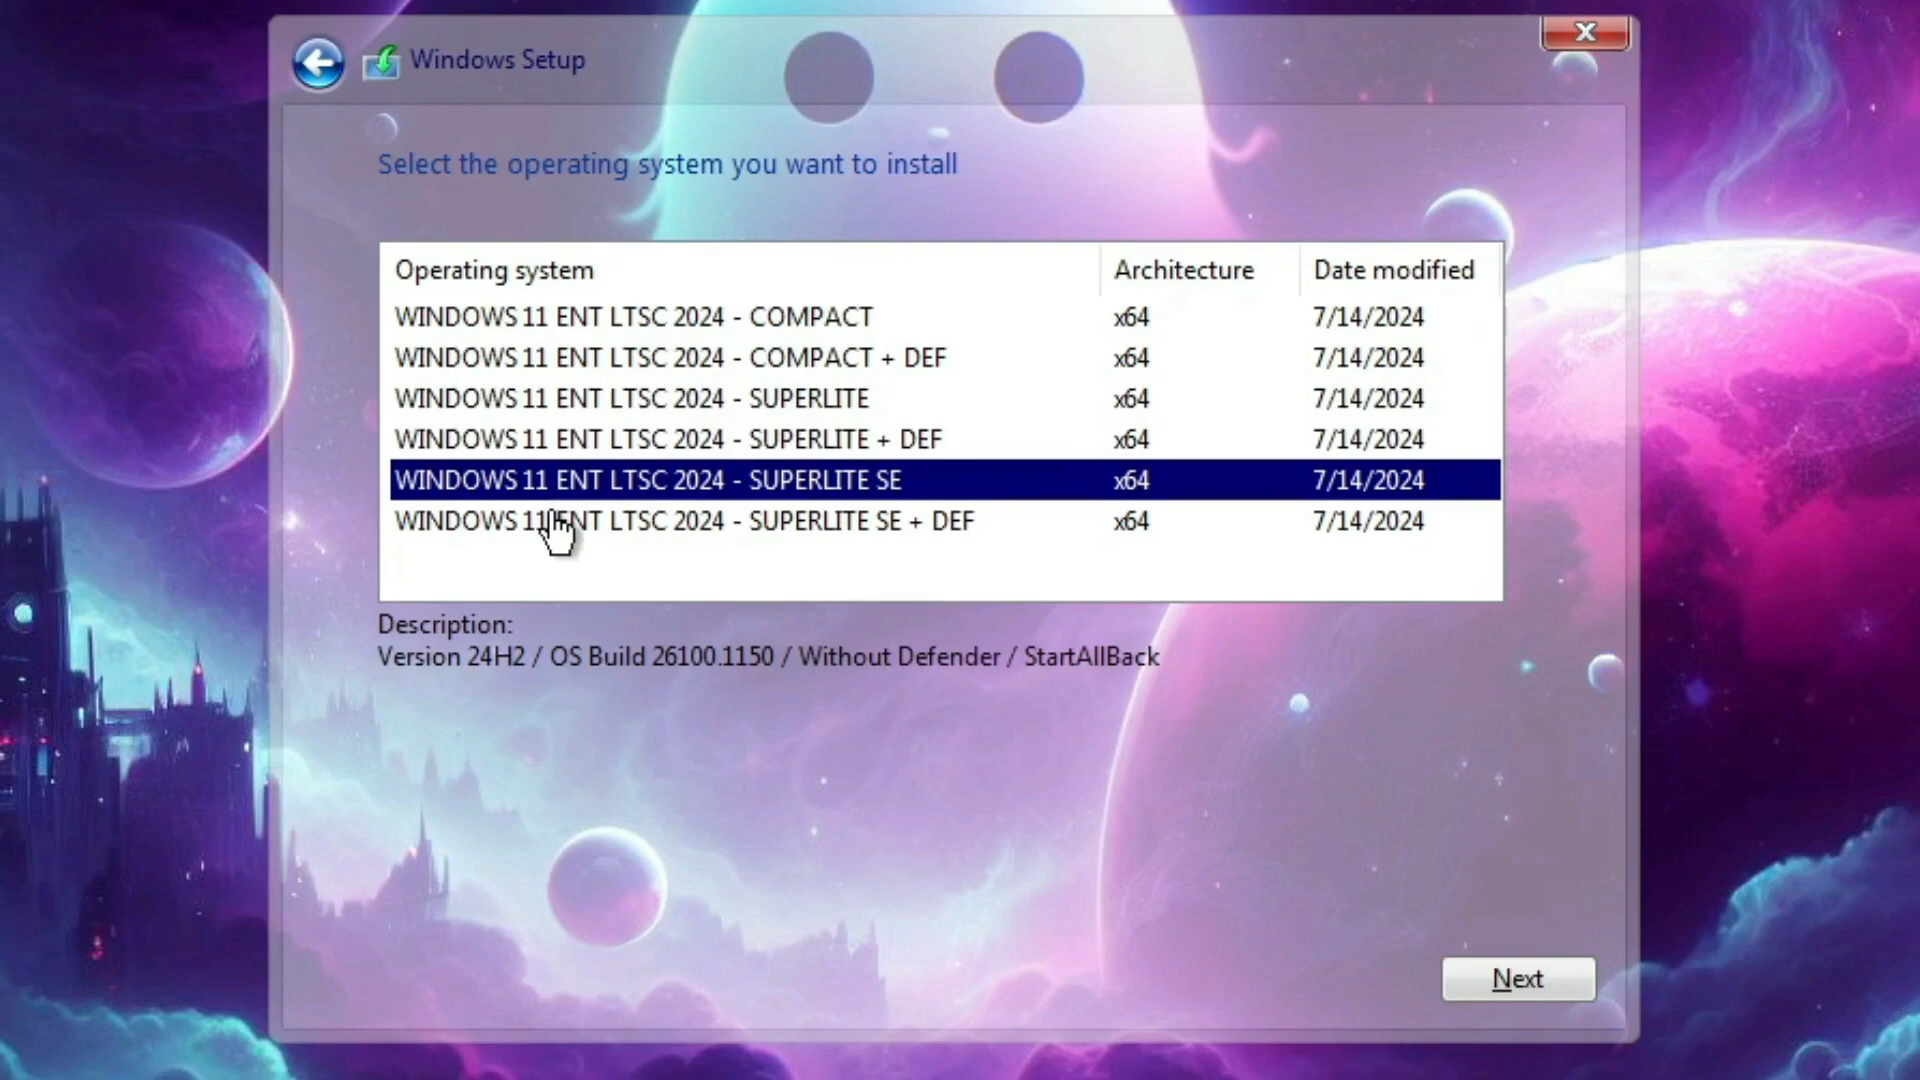 Windows Setup
X
Select the operating system you want to install
Operating system Architecture Date modified
WINDOWS 11 ENT LTSC 2024 - COMPACT x64 7/14/2024
WINDOWS 11 ENT LTSC 2024 - COMPACT + DEF x64 7/14/2024
WINDOWS 11 ENT LTSC 2024 - SUPERLITE x64 7/14/2024
WINDOWS 11 ENT LTSC 2024 - SUPERLITE + DEF x64 7/14/2024
WINDOWS 11 ENT LTSC 2024 - SUPERLITE SE x64 7/14/2024
WINDOWS 11 ENT LTSC 2024 - SUPERLITE SE + DEF x64 7/14/2024
Description:
Version 24H2 / OS Build 26100.1150 / Without Defender / StartAllBack
Next